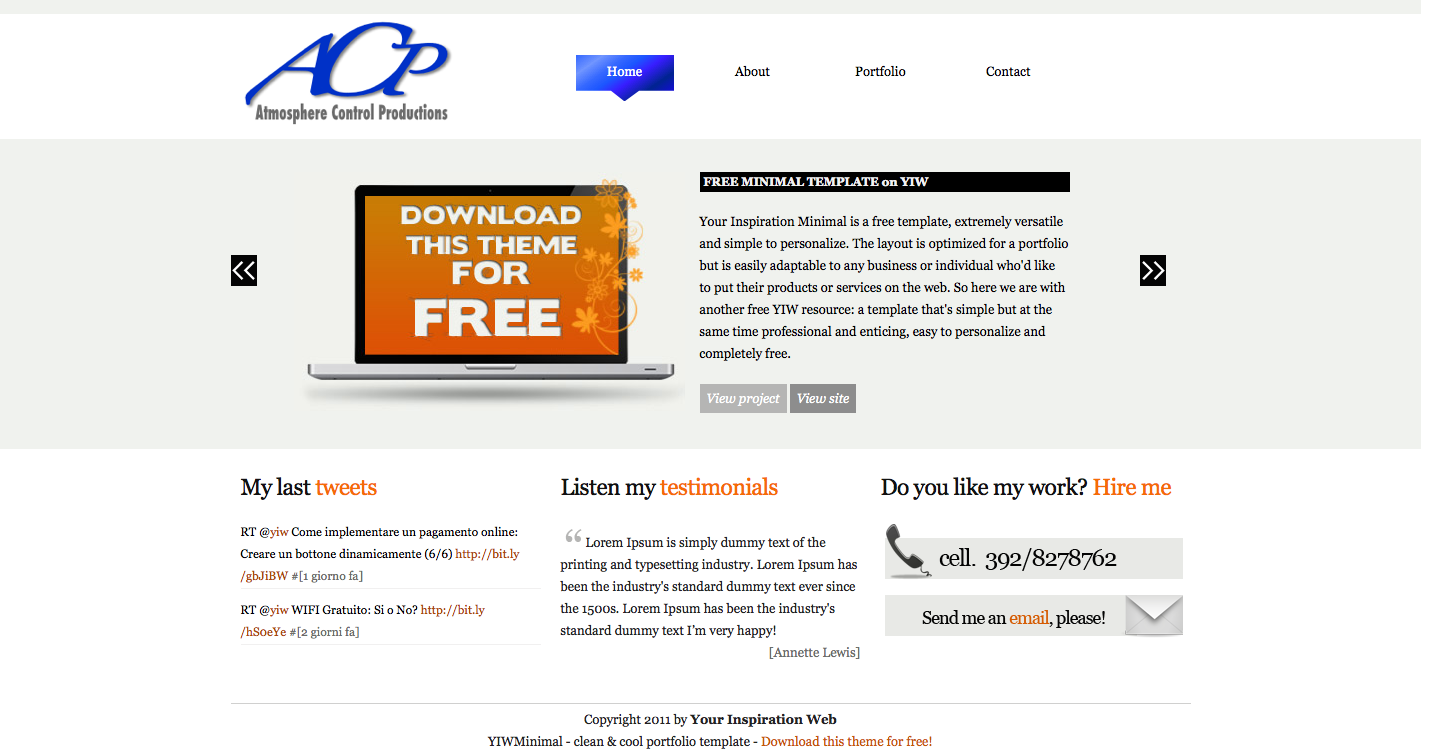 ACP
Atmosphere Control Productions
Home
About
Portfolio
Contact
DOWNLOAD
THIS THEME
FOR
FREE
FREE MINIMAL TEMPLATE on YIW
Your Inspiration Minimal is a free template, extremely versatile
and simple to personalize. The layout is optimized for a portfolio
but is easily adaptable to any business or individual who'd like
to put their products or services on the web. So here we are with
another free YIW resource: a template that's simple but at the
same time professional and enticing, easy to personalize and
completely free.
View project
View site
My last tweets
RT @yiw Come implementare un pagamento online:
Creare un bottone dinamicamente (6/6) http://bit.ly
/gbJiBW #[1 giorno fa]
RT @yiw WIFI Gratuito: Si o No? http://bit.ly
/hSoeYe #[2 giorni fa]
Listen my testimonials
“ Lorem Ipsum is simply dummy text of the
printing and typesetting industry. Lorem Ipsum has
been the industry's standard dummy text ever since
the 1500s. Lorem Ipsum has been the industry's
standard dummy text I'm very happy!
[Annette Lewis]
Do you like my work? Hire me
cell. 392/8278762
Send me an email, please!
Copyright 2011 by Your Inspiration Web
YIWMinimal - clean & cool portfolio template - Download this theme for free!